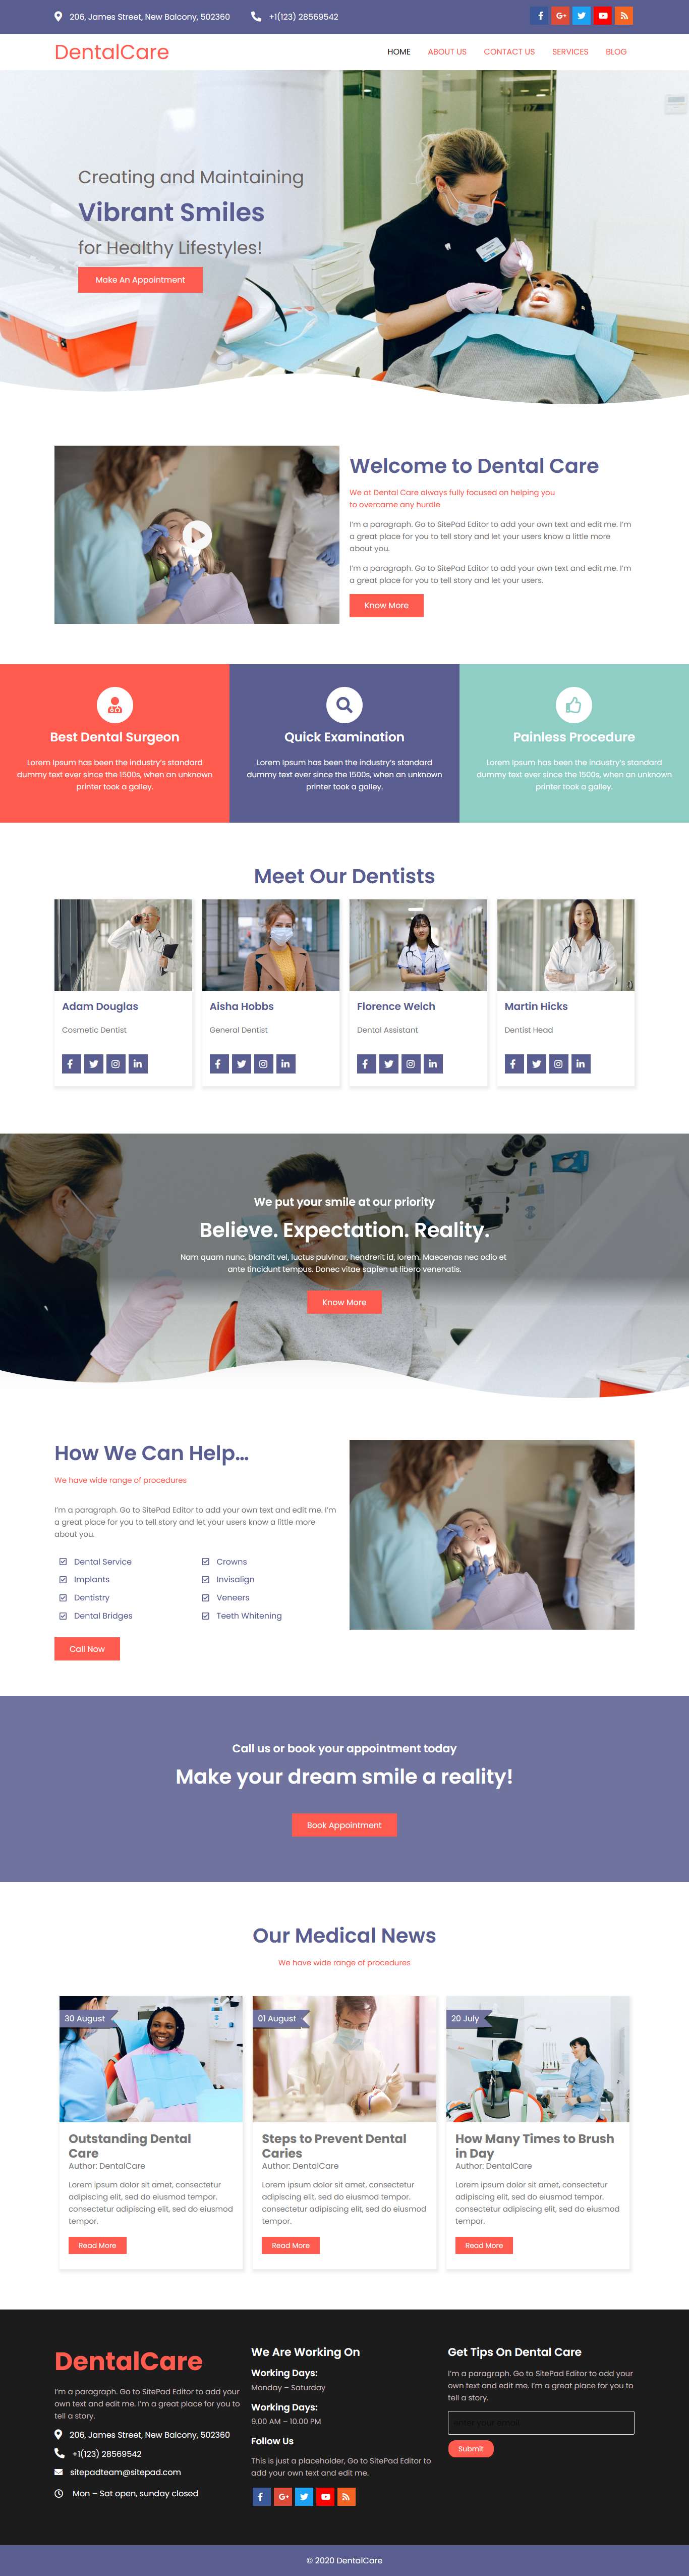 206, James Street, New Balcony, 502360
+1(123) 28569542
DentalCare
HOME ABOUT US CONTACT US SERVICES BLOG
Creating and Maintaining
Vibrant Smiles
for Healthy Lifestyles!
Make An Appointment
Welcome to Dental Care
We at Dental Care always fully focused on helping you
to overcame any hurdle
I'm a paragraph. Go to SitePad Editor to add your own text and edit me. I'm
a great place for you to tell story and let your users know a little more
about you.
I'm a paragraph. Go to SitePad Editor to add your own text and edit me. I'm
a great place for you to tell story and let your users.
Know More
Best Dental Surgeon
Lorem Ipsum has been the industry's standard
dummy text ever since the 1500s, when an unknown
printer took a galley.
Quick Examination
Lorem Ipsum has been the industry's standard
dummy text ever since the 1500s, when an unknown
printer took a galley.
Painless Procedure
Lorem Ipsum has been the industry's standard
dummy text ever since the 1500s, when an unknown
printer took a galley.
Meet Our Dentists
Adam Douglas
Cosmetic Dentist
Aisha Hobbs
General Dentist
Florence Welch
Dental Assistant
Martin Hicks
Dentist Head
We put your smile at our priority
Believe. Expectation. Reality.
Nam quam nunc, blandit vel, luctus pulvinar, hendrerit id, lorem. Maecenas nec odio et
ante tincidunt tempus. Donec vitae sapien ut libero venenatis.
Know More
How We Can Help...
We have wide range of procedures
I'm a paragraph. Go to SitePad Editor to add your own text and edit me. I'm
a great place for you to tell story and let your users know a little more
about you.
Dental Service
Implants
Dentistry
Dental Bridges
Crowns
Invisalign
Veneers
Teeth Whitening
Call Now
Call us or book your appointment today
Make your dream smile a reality!
Book Appointment
Our Medical News
We have wide range of procedures
30 August
Outstanding Dental
Care
Author: DentalCare
Lorem ipsum dolor sit amet, consectetur
adipiscing elit, sed do eiusmod tempor.
consectetur adipiscing elit, sed do eiusmod
tempor.
Read More
01 August
Steps to Prevent Dental
Caries
Author: DentalCare
Lorem ipsum dolor sit amet, consectetur
adipiscing elit, sed do eiusmod tempor.
consectetur adipiscing elit, sed do eiusmod
tempor.
Read More
20 July
How Many Times to Brush
in Day
Author: DentalCare
Lorem ipsum dolor sit amet, consectetur
adipiscing elit, sed do eiusmod tempor.
consectetur adipiscing elit, sed do eiusmod
tempor.
Read More
DentalCare
I'm a paragraph. Go to SitePad Editor to add your
own text and edit me. I'm a great place for you to
tell a story.
206, James Street, New Balcony, 502360
+1(123) 28569542
sitepadteam@sitepad.com
Mon – Sat open, sunday closed
We Are Working On
Working Days:
Monday – Saturday
Working Days:
9.00 AM – 10.00 PM
Follow Us
This is just a placeholder, Go to SitePad Editor to
add your own text and edit me.
Get Tips On Dental Care
I'm a paragraph. Go to SitePad Editor to add your
own text and edit me. I'm a great place for you to
tell a story.
Submit
© 2020 DentalCare